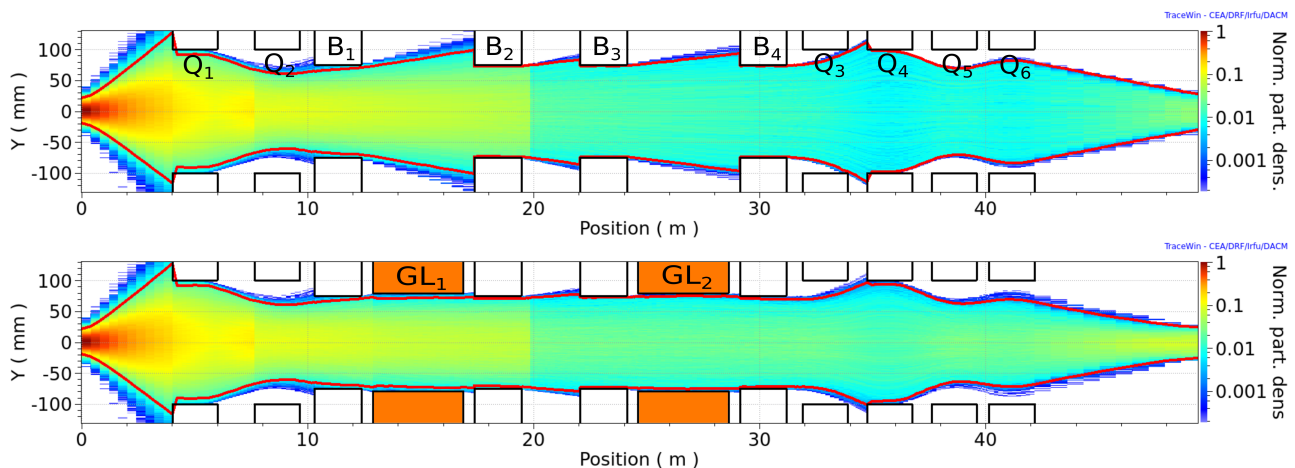 TraceWin - CEA/DRF/Irfu/DACM
Y ( mm )
100
50
0
-50
-100
Q1
Q2
B1
B2
B3
B4
Q3
Q4
Q5
Q6
0
10
20
30
40
Position ( m )
1
0.1
0.01
0.001
Norm. part. dens.
TraceWin - CEA/DRF/Irfu/DACM
Y ( mm )
100
50
0
-50
-100
GL1
GL2
0
10
20
30
40
Position ( m )
1
0.1
0.01
0.001
Norm. part. dens